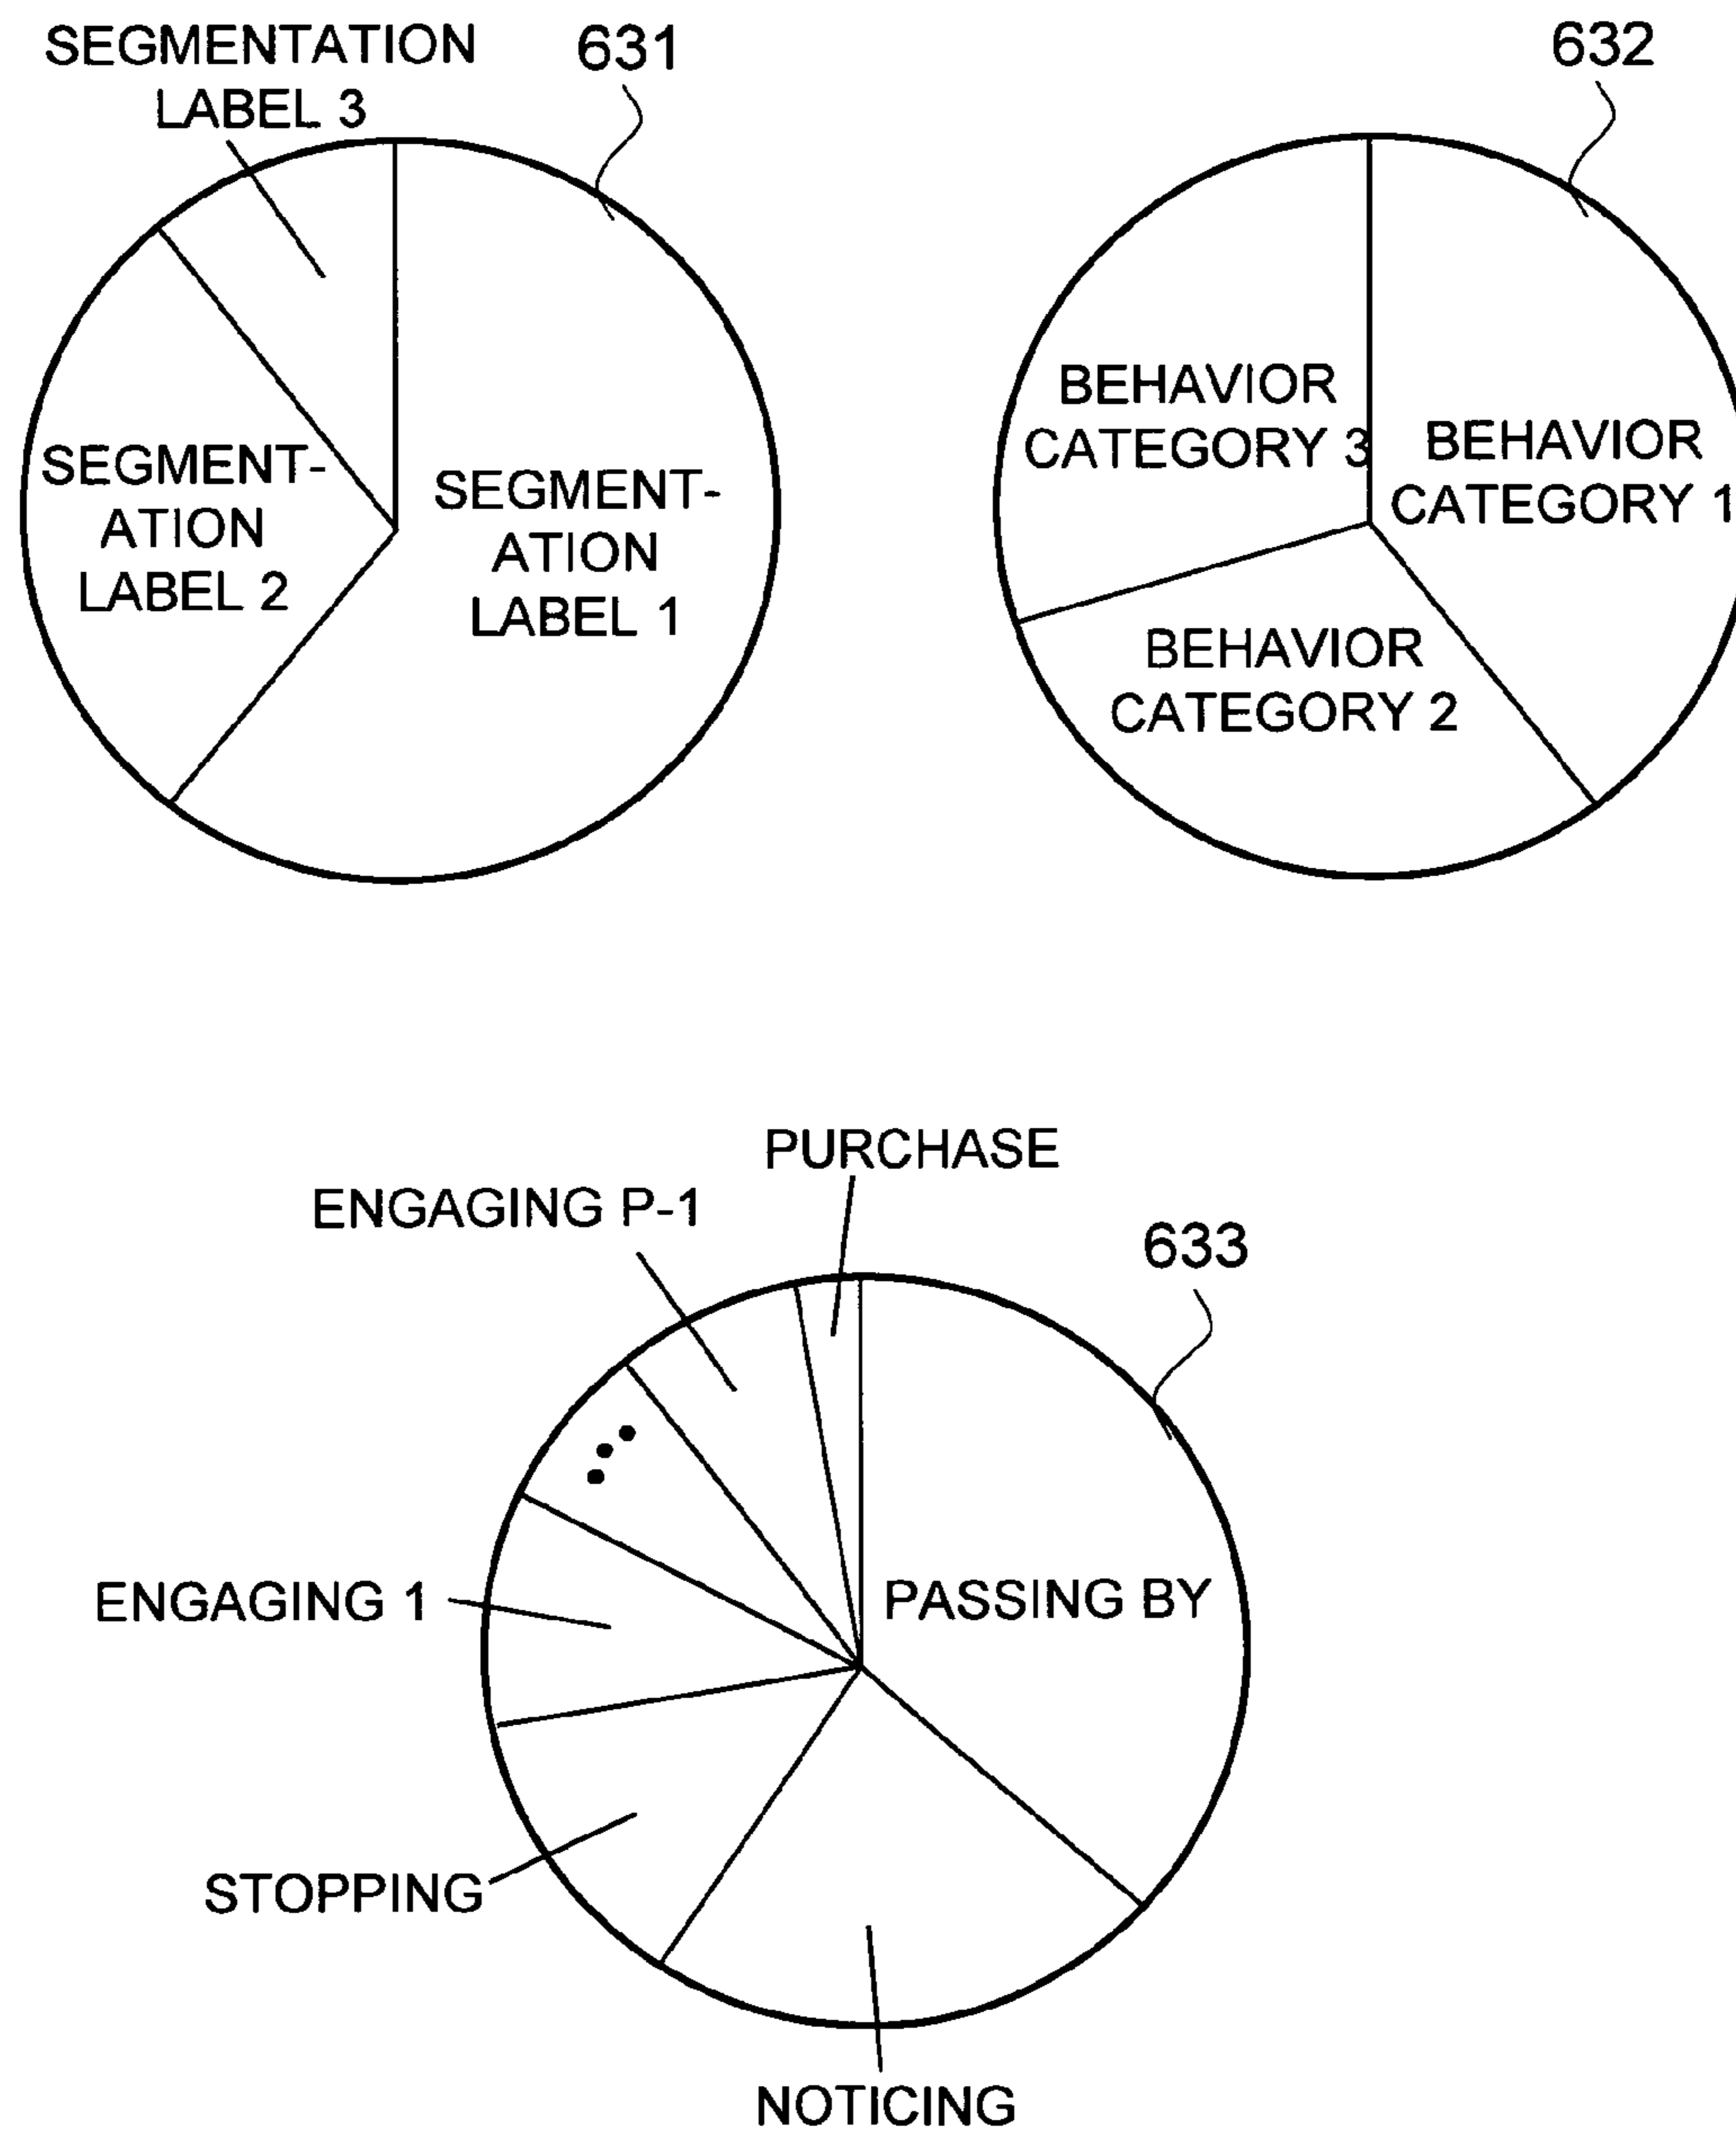 SEGMENTATION
LABEL 3
631
SEGMENT-
ATION
LABEL 2
SEGMENT-
ATION
LABEL 1
632
BEHAVIOR
CATEGORY 3
BEHAVIOR
CATEGORY 1
BEHAVIOR
CATEGORY 2
PURCHASE
ENGAGING P-1
633
ENGAGING 1
PASSING BY
STOPPING
NOTICING